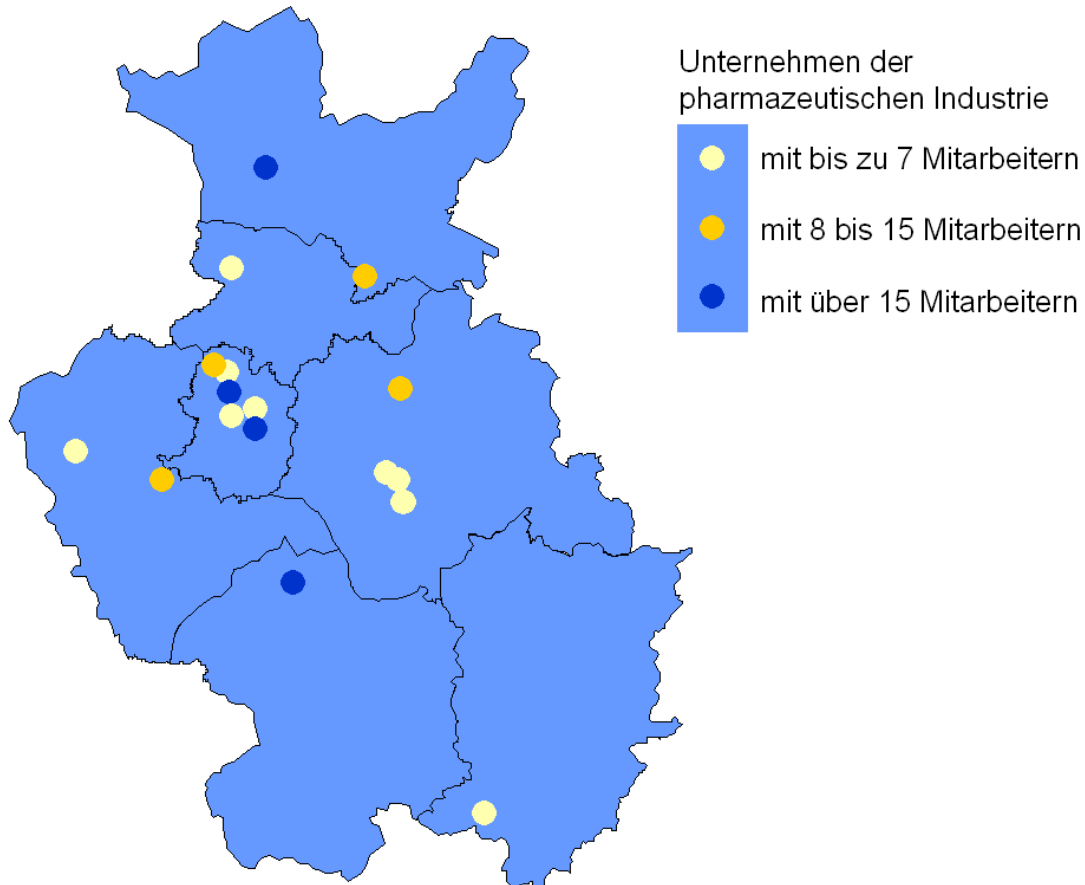 Unternehmen der
pharmazeutischen Industrie
mit bis zu 7 Mitarbeitern
mit 8 bis 15 Mitarbeitern
mit über 15 Mitarbeitern